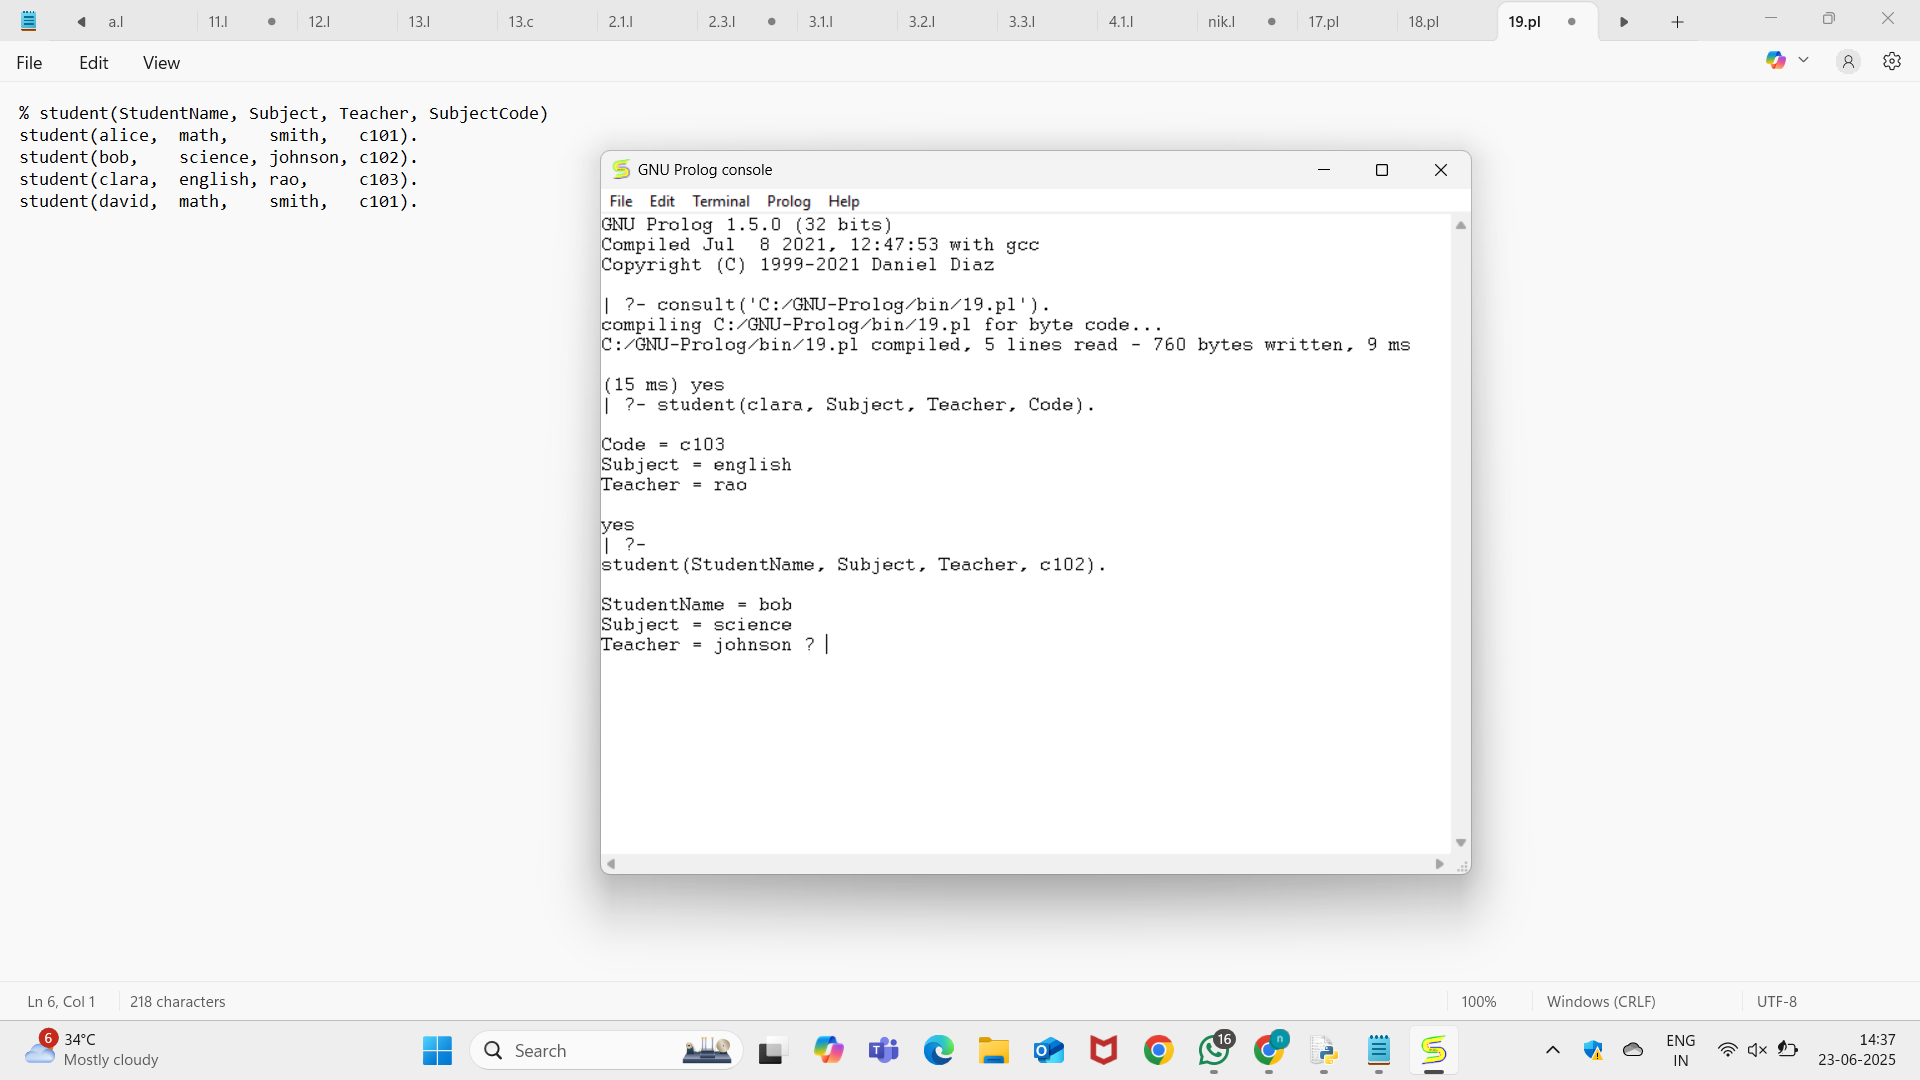 a.l 11.l 12.l 13.l 13.c 2.1.l 2.3.l 3.1.l 3.2.l 3.3.l 4.1.l nik.l 17.pl 18.pl 19.pl
File Edit View
% student(StudentName, Subject, Teacher, SubjectCode)
student(alice,  math,    smith,   c101).
student(bob,    science, johnson, c102).
student(clara,  english, rao,     c103).
student(david,  math,    smith,   c101).
GNU Prolog console
File Edit Terminal Prolog Help
GNU Prolog 1.5.0 (32 bits)
Compiled Jul  8 2021, 12:47:53 with gcc
Copyright (C) 1999-2021 Daniel Diaz
| ?- consult('C:/GNU-Prolog/bin/19.pl').
compiling C:/GNU-Prolog/bin/19.pl for byte code...
C:/GNU-Prolog/bin/19.pl compiled, 5 lines read - 760 bytes written, 9 ms
(15 ms) yes
| ?- student(clara, Subject, Teacher, Code).
Code = c103
Subject = english
Teacher = rao
yes
| ?-
student(StudentName, Subject, Teacher, c102).
StudentName = bob
Subject = science
Teacher = johnson ?
Ln 6, Col 1 218 characters 100% Windows (CRLF) UTF-8
6 34°C
Mostly cloudy
Search
16
n
ENG
IN
14:37
23-06-2025